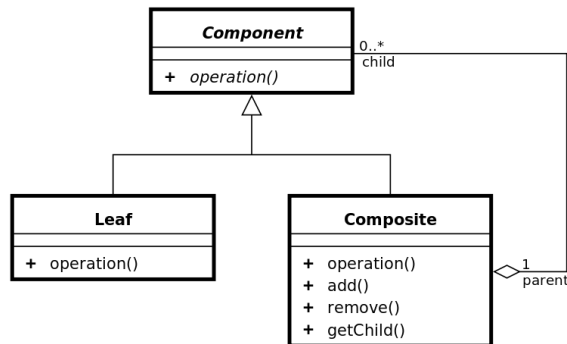 Component
+ operation()
0..*
child
Leaf
+ operation()
Composite
+ operation()
+ add()
+ remove()
+ getChild()
1
parent